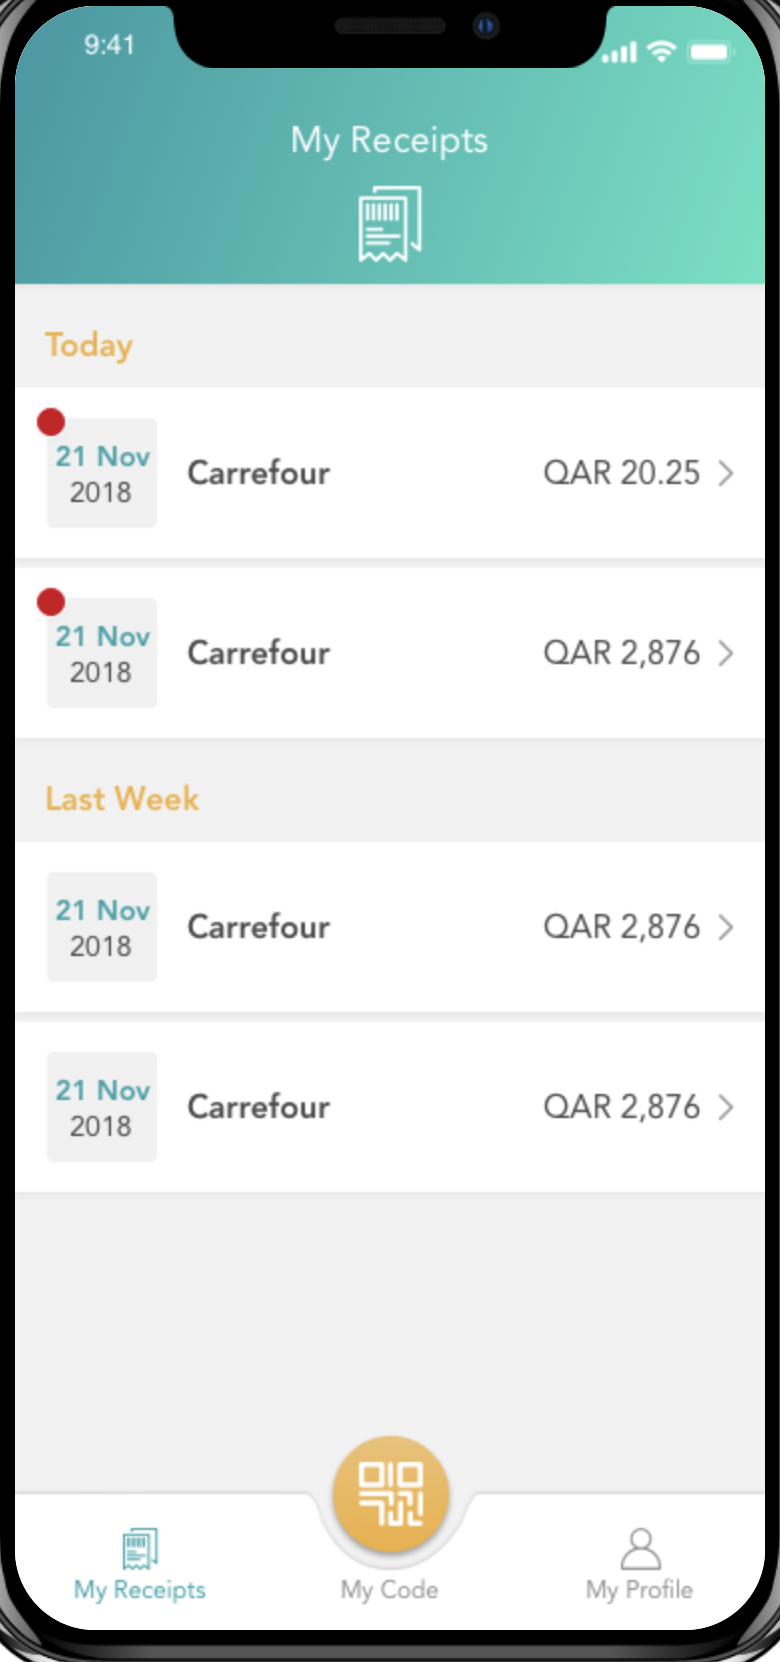 9:41
My Receipts
Today
21 Nov
2018
Carrefour
QAR 20.25
21 Nov
2018
Carrefour
QAR 2,876
Last Week
21 Nov
2018
Carrefour
QAR 2,876
21 Nov
2018
Carrefour
QAR 2,876
My Receipts
My Code
My Profile